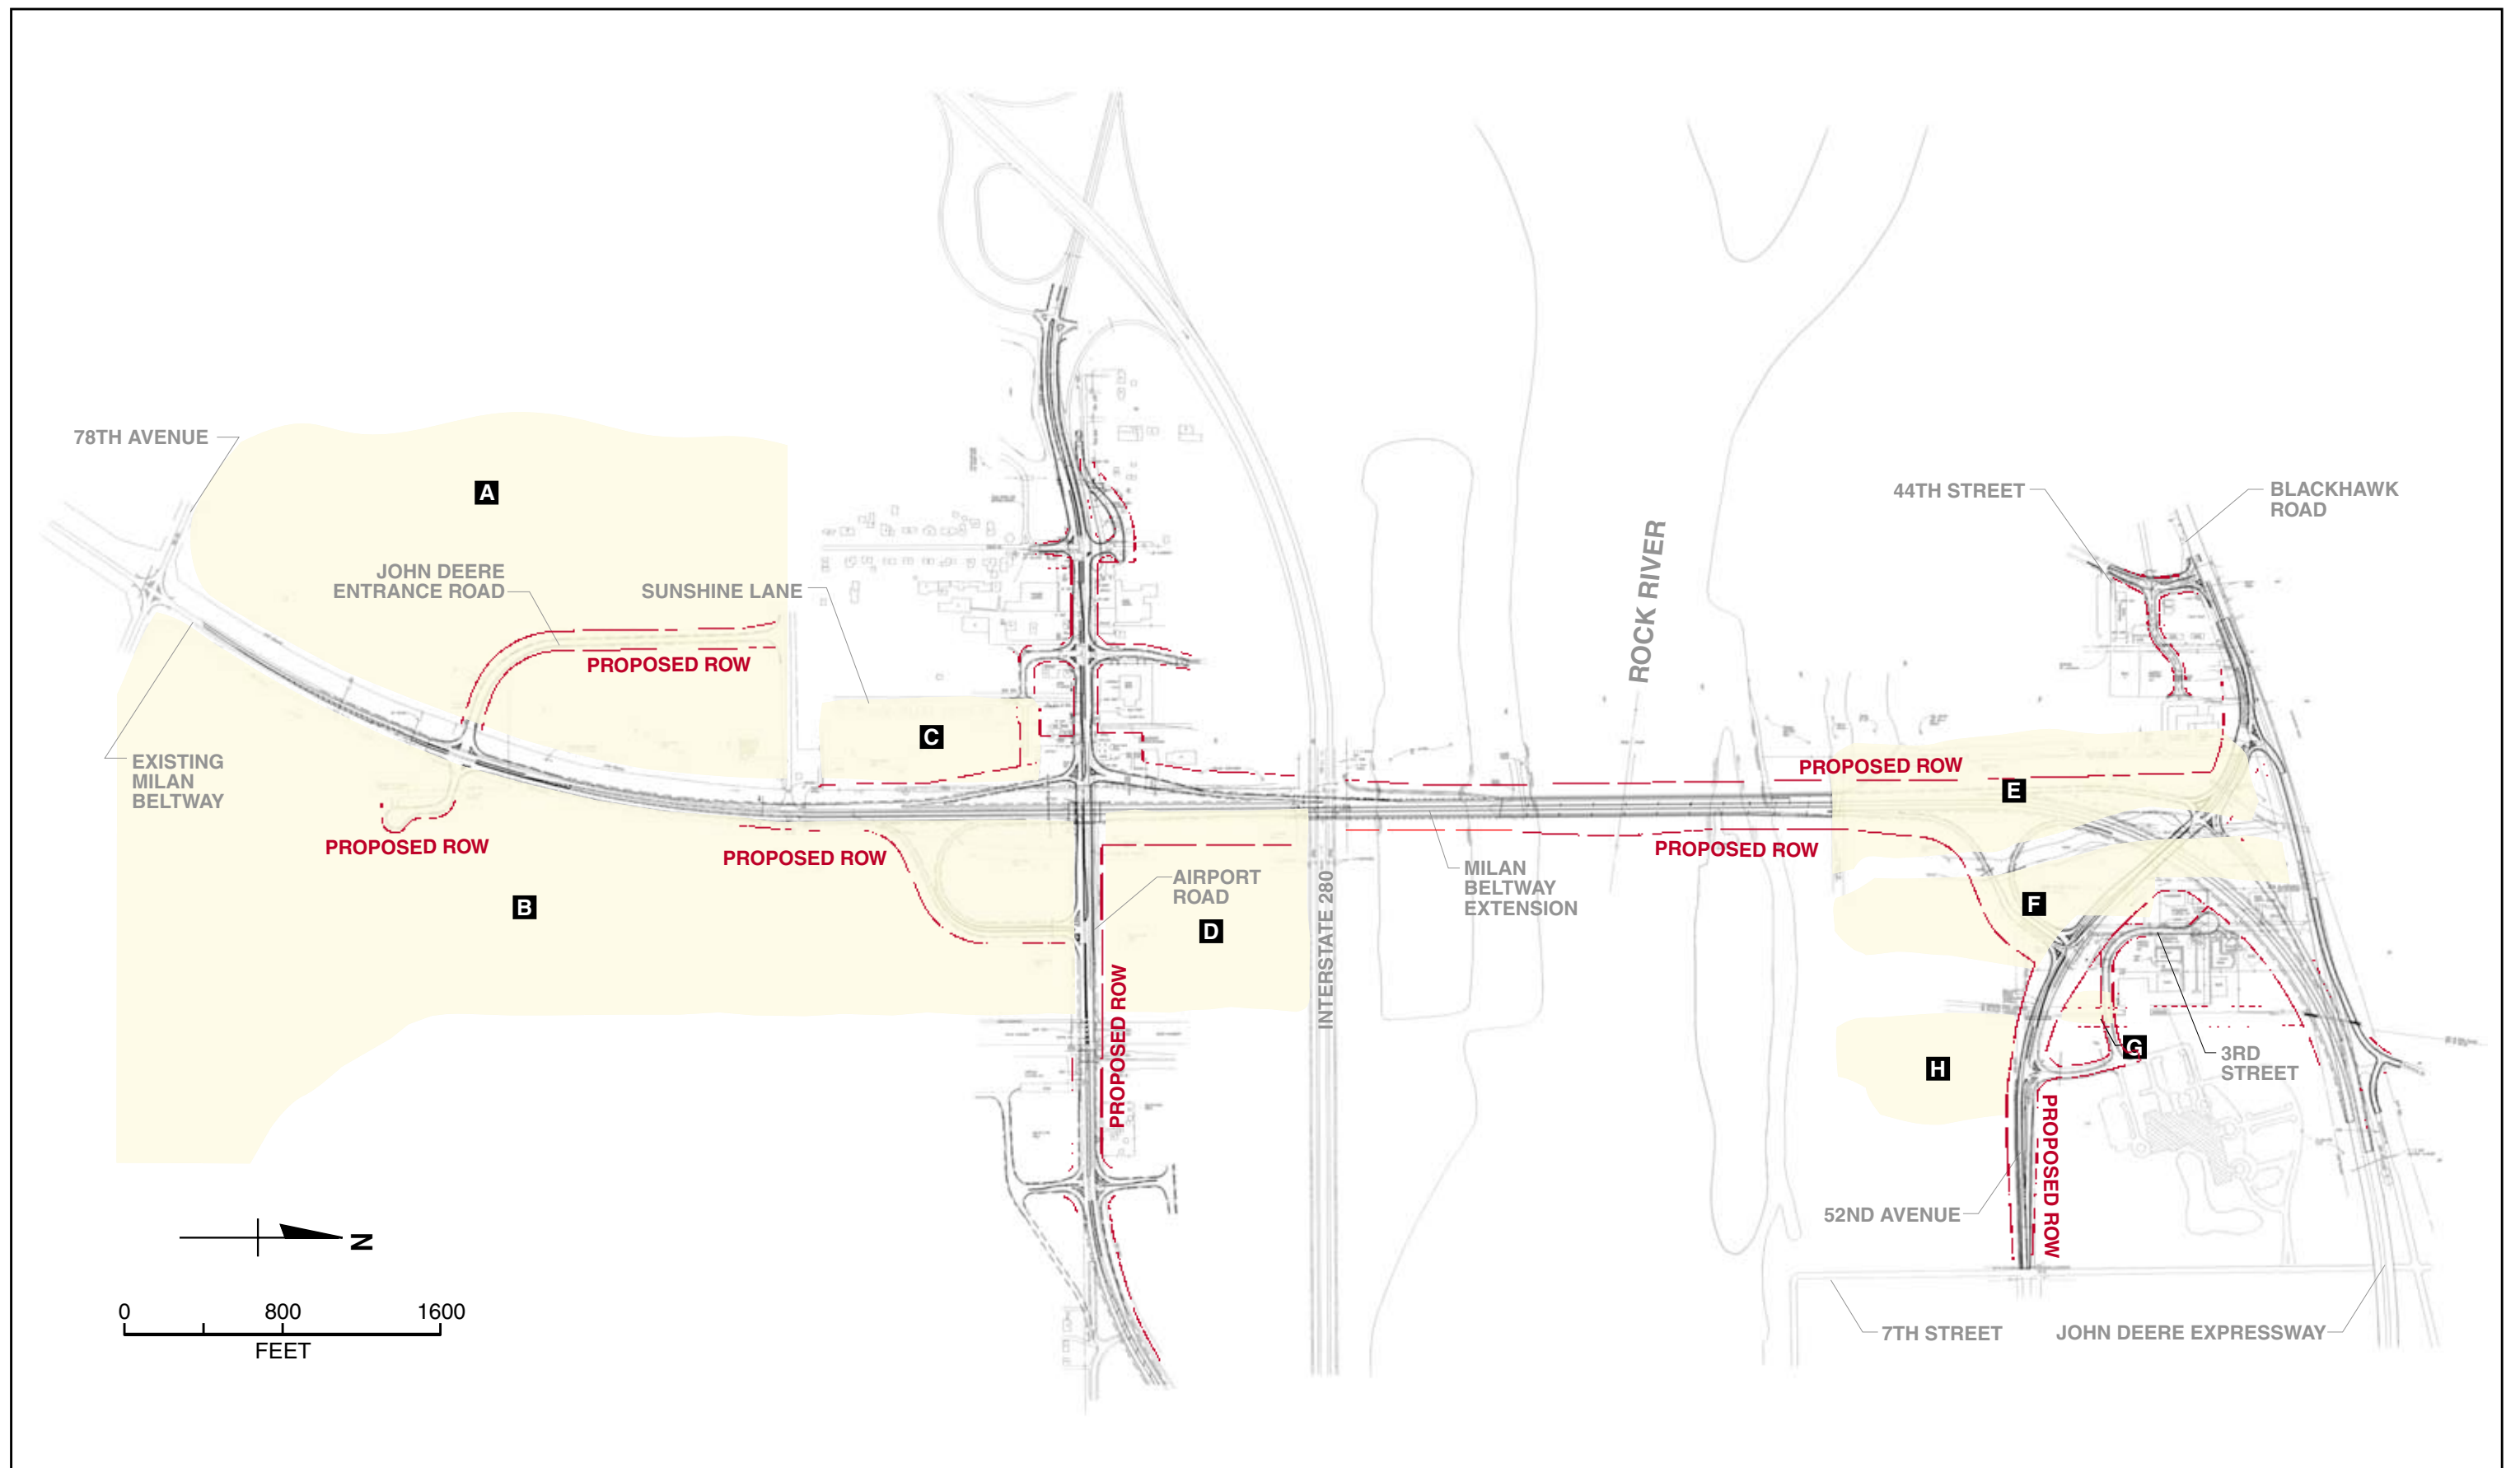 78TH AVENUE
A
JOHN DEERE
ENTRANCE ROAD
SUNSHINE LANE
PROPOSED ROW
C
EXISTING
MILAN
BELTWAY
PROPOSED ROW
PROPOSED ROW
B
AIRPORT
ROAD
D
PROPOSED ROW
INTERSTATE 280
MILAN
BELTWAY
EXTENSION
ROCK RIVER
PROPOSED ROW
PROPOSED ROW
44TH STREET
BLACKHAWK
ROAD
E
F
G
H
3RD
STREET
52ND AVENUE
PROPOSED ROW
7TH STREET
JOHN DEERE EXPRESSWAY
N
0 800 1600
FEET